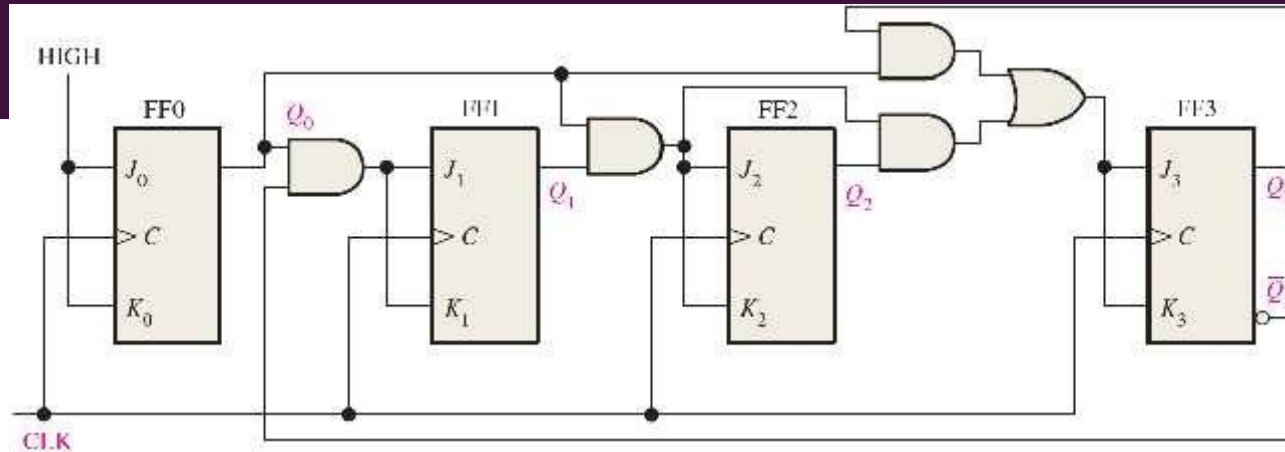 HIGH
FF0
Q₀
FF1
FF2
FF3
J₀
J₁
Q₁
J₂
Q₂
J₃
Q
C
C
C
C
K₀
K₁
K₂
K₃
Q̅
CLK